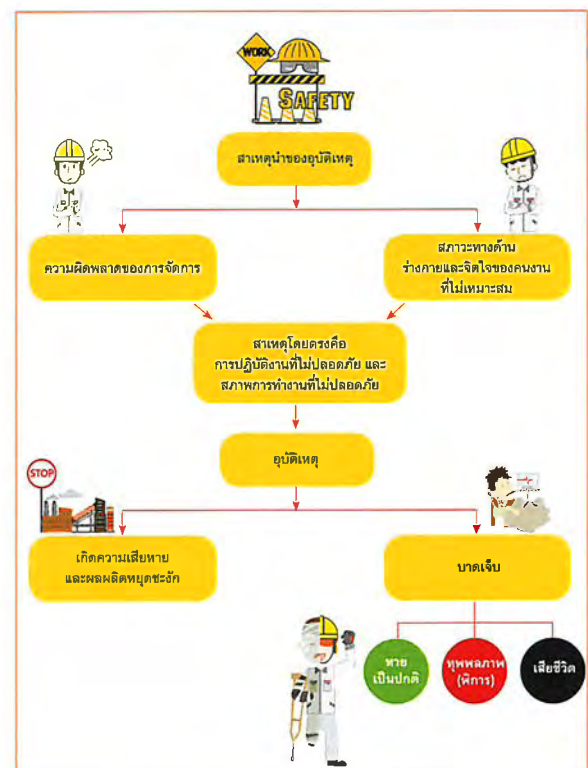 WORK
SAFETY
สาเหตุนำของอุบัติเหตุ
ความผิดพลาดของการจัดการ
สภาวะทางด้าน
ร่างกายและจิตใจของคนงาน
ที่ไม่เหมาะสม
สาเหตุโดยตรงคือ
การปฏิบัติงานที่ไม่ปลอดภัย และ
สภาพการทำงานที่ไม่ปลอดภัย
อุบัติเหตุ
STOP
เกิดความเสียหาย
และผลผลิตหยุดชะงัก
บาดเจ็บ
หาย
เป็นปกติ
ทุพพลภาพ
(พิการ)
เสียชีวิต